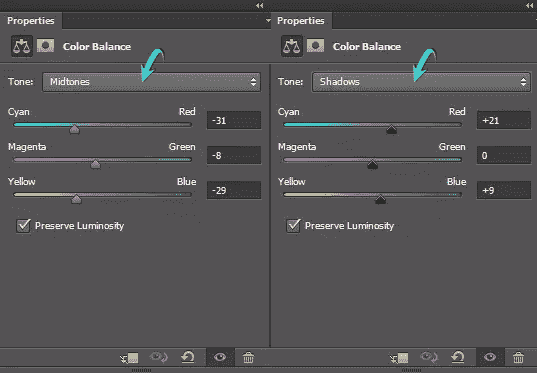 Properties
Color Balance
Tone: Midtones
Cyan Red -31
Magenta Green -8
Yellow Blue -29
Preserve Luminosity
Properties
Color Balance
Tone: Shadows
Cyan Red +21
Magenta Green 0
Yellow Blue +9
Preserve Luminosity